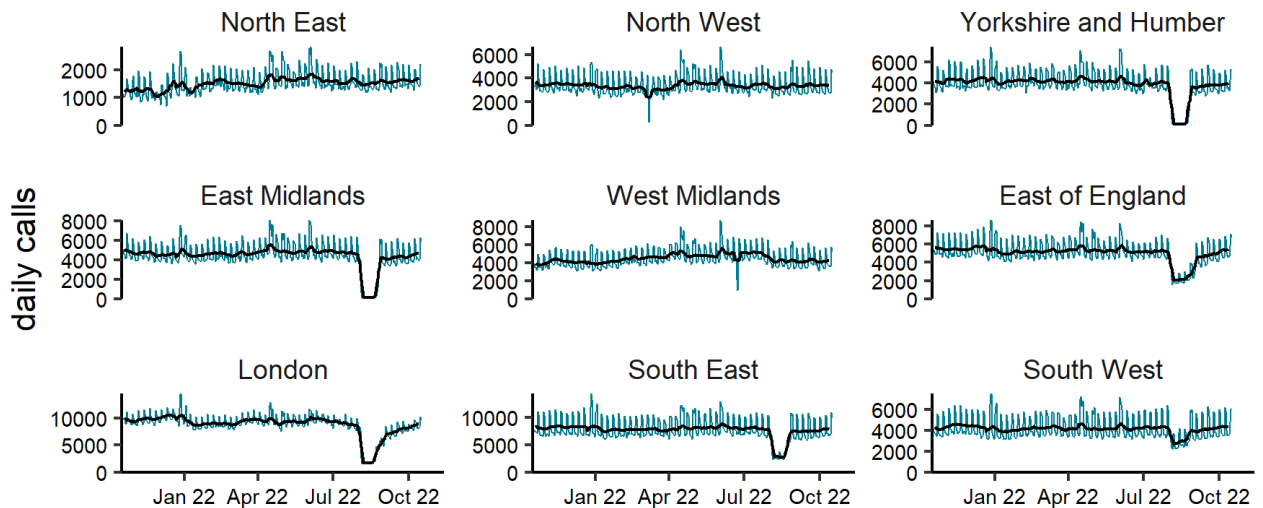 North East
North West
Yorkshire and Humber
2000
1000
0
6000
4000
2000
0
6000
4000
2000
0
daily calls
East Midlands
West Midlands
East of England
8000
6000
4000
2000
0
8000
6000
4000
2000
0
8000
6000
4000
2000
0
London
South East
South West
10000
5000
0
10000
5000
0
6000
4000
2000
0
Jan 22 Apr 22 Jul 22 Oct 22
Jan 22 Apr 22 Jul 22 Oct 22
Jan 22 Apr 22 Jul 22 Oct 22